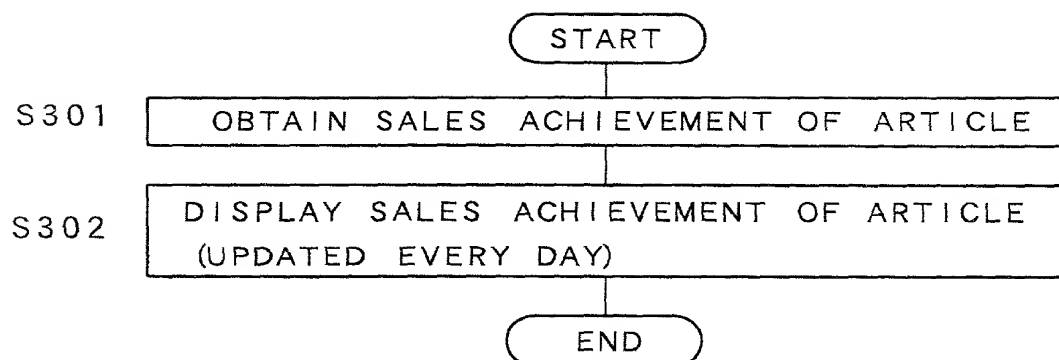 START
S301
OBTAIN SALES ACHIEVEMENT OF ARTICLE
S302
DISPLAY SALES ACHIEVEMENT OF ARTICLE
(UPDATED EVERY DAY)
END